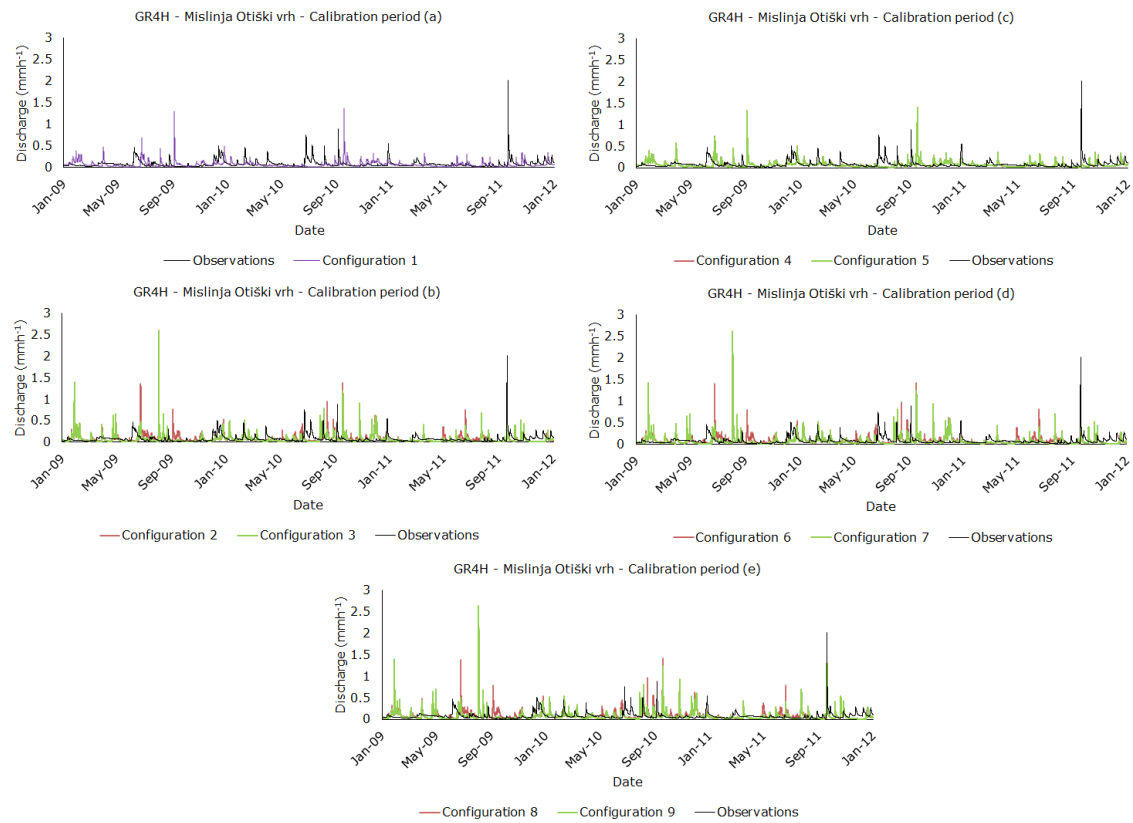 GR4H - Mislinja Otiški vrh - Calibration period (a)
Discharge (mmh⁻¹)
3
2.5
2
1.5
1
0.5
0
Jan-09
May-09
Sep-09
Jan-10
May-10
Sep-10
Jan-11
May-11
Sep-11
Jan-12
Date
Observations
Configuration 1
GR4H - Mislinja Otiški vrh - Calibration period (c)
Discharge (mmh⁻¹)
3
2.5
2
1.5
1
0.5
0
Jan-09
May-09
Sep-09
Jan-10
May-10
Sep-10
Jan-11
May-11
Sep-11
Jan-12
Date
Configuration 4
Configuration 5
Observations
GR4H - Mislinja Otiški vrh - Calibration period (b)
Discharge (mmh⁻¹)
3
2.5
2
1.5
1
0.5
0
Jan-09
May-09
Sep-09
Jan-10
May-10
Sep-10
Jan-11
May-11
Sep-11
Jan-12
Date
Configuration 2
Configuration 3
Observations
GR4H - Mislinja Otiški vrh - Calibration period (d)
Discharge (mmh⁻¹)
3
2.5
2
1.5
1
0.5
0
Jan-09
May-09
Sep-09
Jan-10
May-10
Sep-10
Jan-11
May-11
Sep-11
Jan-12
Date
Configuration 6
Configuration 7
Observations
GR4H - Mislinja Otiški vrh - Calibration period (e)
Discharge (mmh⁻¹)
3
2.5
2
1.5
1
0.5
0
Jan-09
May-09
Sep-09
Jan-10
May-10
Sep-10
Jan-11
May-11
Sep-11
Jan-12
Date
Configuration 8
Configuration 9
Observations